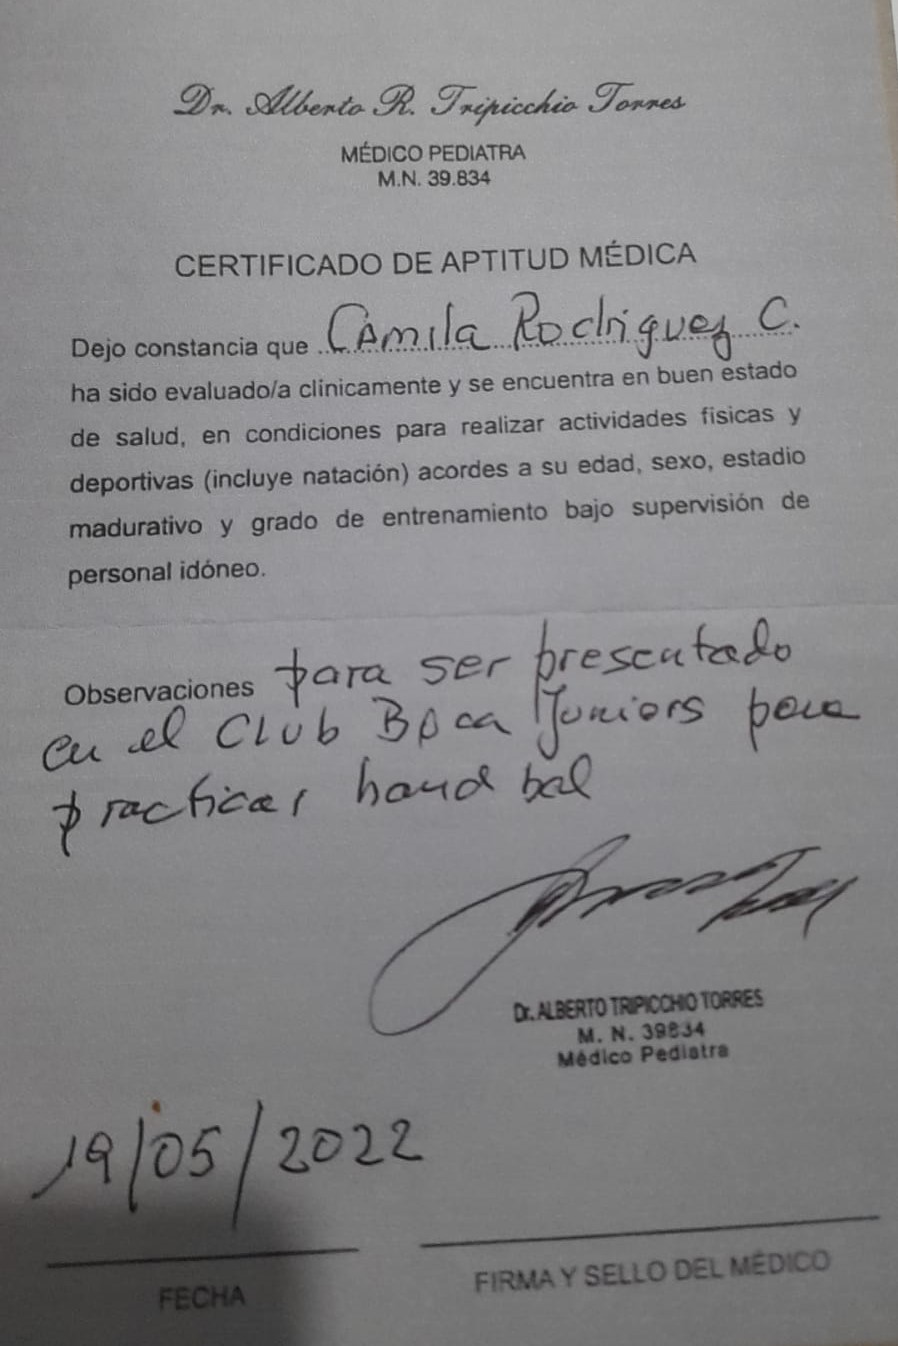 Dr. Alberto R. Tripicchio Torres
MÉDICO PEDIATRA
M.N. 39.834
CERTIFICADO DE APTITUD MÉDICA
Dejo constancia que Camila Rodriguez C.
ha sido evaluado/a clínicamente y se encuentra en buen estado
de salud, en condiciones para realizar actividades físicas y
deportivas (incluye natación) acordes a su edad, sexo, estadio
madurativo y grado de entrenamiento bajo supervisión de
personal idóneo.
Observaciones para ser presentado
en el Club Boca Juniors para
practicar hand bal
Dr. ALBERTO TRIPICCHIO TORRES
M. N. 39834
Médico Pediatra
19/05/2022
FECHA
FIRMA Y SELLO DEL MÉDICO